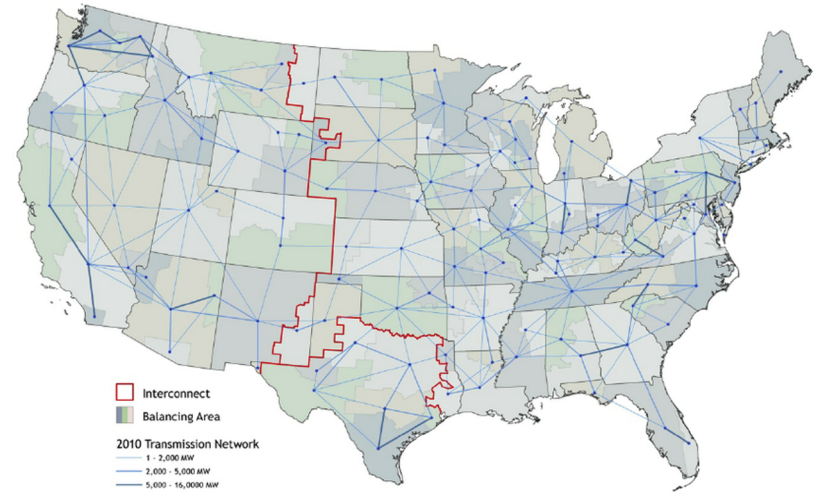 Interconnect
Balancing Area
2010 Transmission Network
1 - 2,000 MW
2,000 - 5,000 MW
5,000 - 16,0000 MW